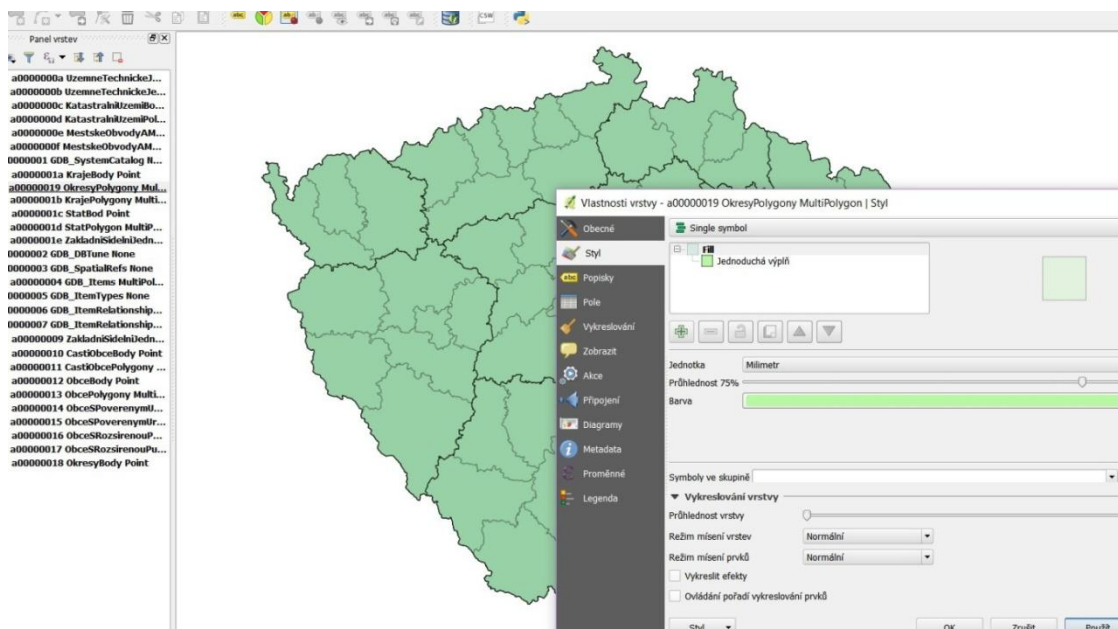 Panel vrstev
a0000000a UzemneTechnickeJ...
a0000000b UzemneTechnickeJe...
a0000000c KatastralniUzemiBo...
a0000000d KatastralniUzemiPol...
a0000000e MestskeObvodyAM...
a0000000f MestskeObvodyAM...
0000001 GDB_SystemCatalog N...
a0000001a KrajeBody Point
a00000019 OkresyPolygony Mul...
a0000001b KrajePolygony Multi...
a0000001c StatBod Point
a0000001d StatPolygon MultiP...
a0000001e ZakladniSidelniJedn...
0000002 GDB_DBTune None
0000003 GDB_SpatialRefs None
a00000004 GDB_Items MultiPol...
a0000005 GDB_ItemTypes None
0000006 GDB_ItemRelationship...
0000007 GDB_ItemRelationship...
a00000009 ZakladniSidelniJedn...
a00000010 CastiObceBody Point
a00000011 CastiObcePolygony ...
a00000012 ObceBody Point
a00000013 ObcePolygony Multi...
a00000014 ObceSPoverenymU...
a00000015 ObceSPoverenymUr...
a00000016 ObceSRozsirenouP...
a00000017 ObceSRozsirenouPu...
a00000018 OkresyBody Point
Vlastnosti vrstvy - a00000019 OkresyPolygony MultiPolygon | Styl
Obecné
Styl
Popisky
Pole
Vykreslování
Zobrazit
Akce
Připojení
Diagramy
Metadata
Proměnné
Legenda
Single symbol
Fill
Jednoduchá výplň
Jednotka Milimetr
Průhlednost 75%
Barva
Symboly ve skupině
Vykreslování vrstvy
Průhlednost vrstvy
Režim mísení vrstev Normální
Režim mísení prvků Normální
Vykreslit efekty
Ovládání pořadí vykreslování prvků
Styl OK Zrušit Použít